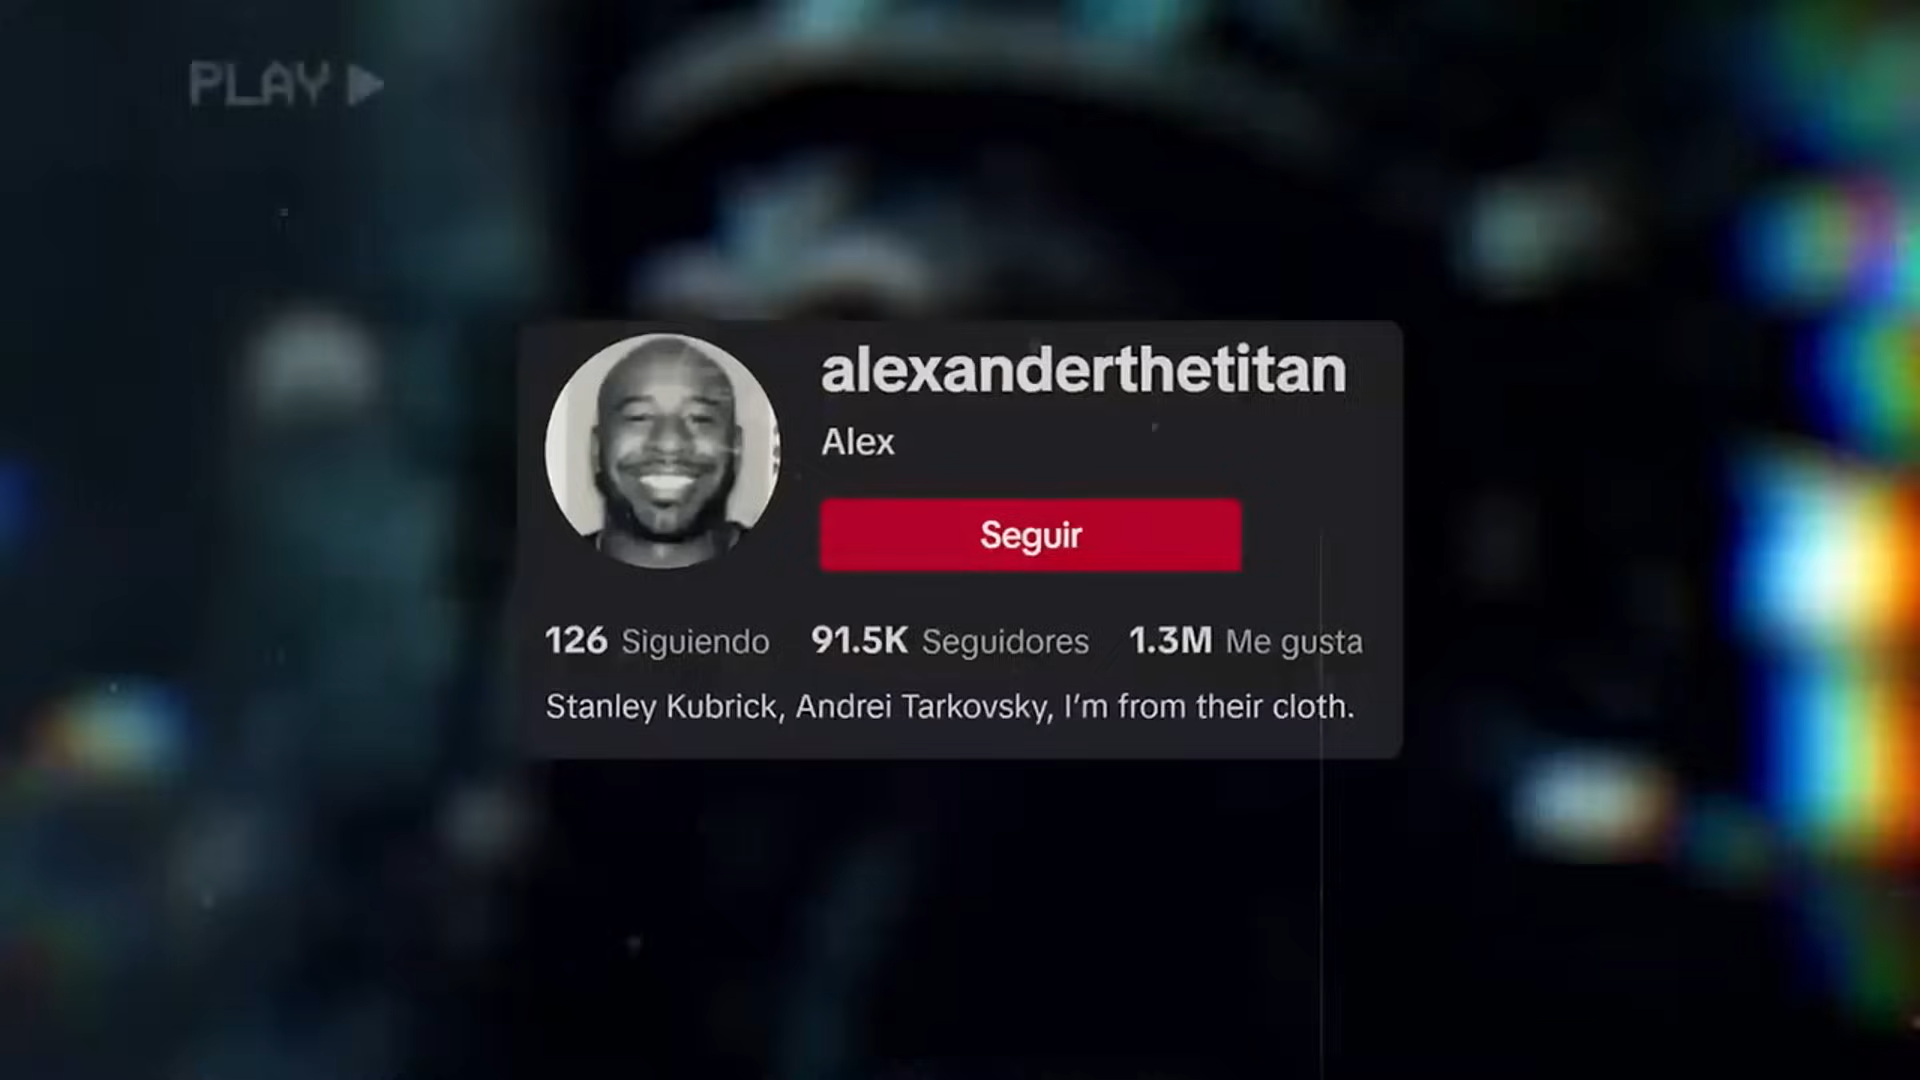 PLAY
alexanderthetitan
Alex
Seguir
126 Siguiendo 91.5K Seguidores 1.3M Me gusta
Stanley Kubrick, Andrei Tarkovsky, I’m from their cloth.